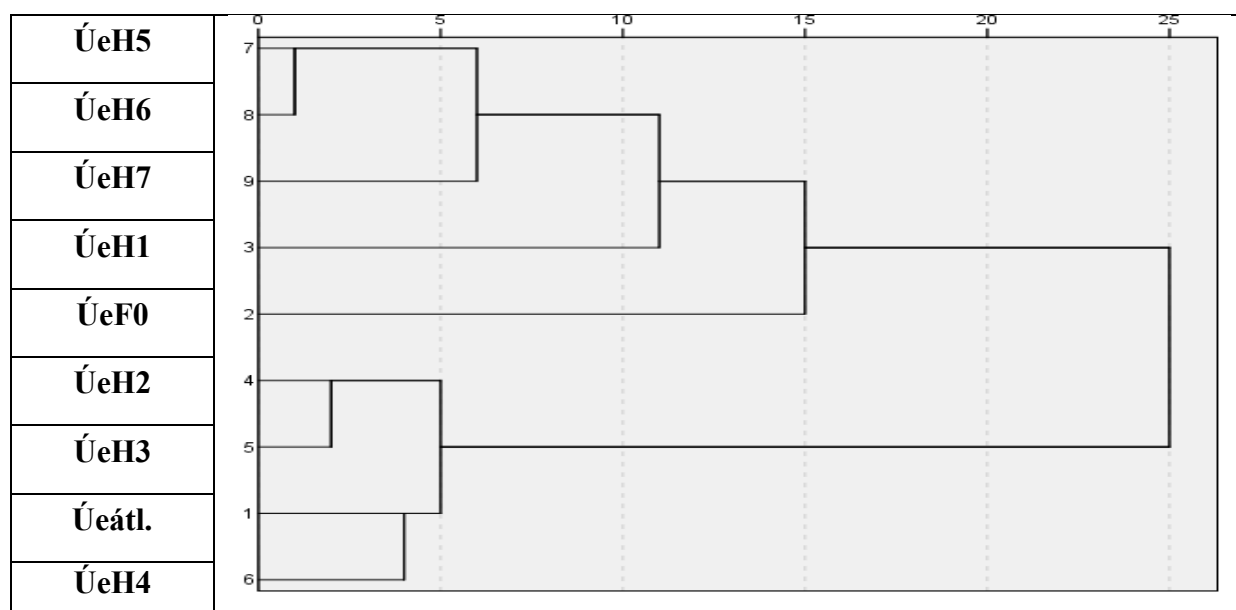 0 5 10 15 20 25
ÚeH5 7
ÚeH6 8
ÚeH7 9
ÚeH1 3
ÚeF0 2
ÚeH2 4
ÚeH3 5
Úeátl. 1
ÚeH4 6